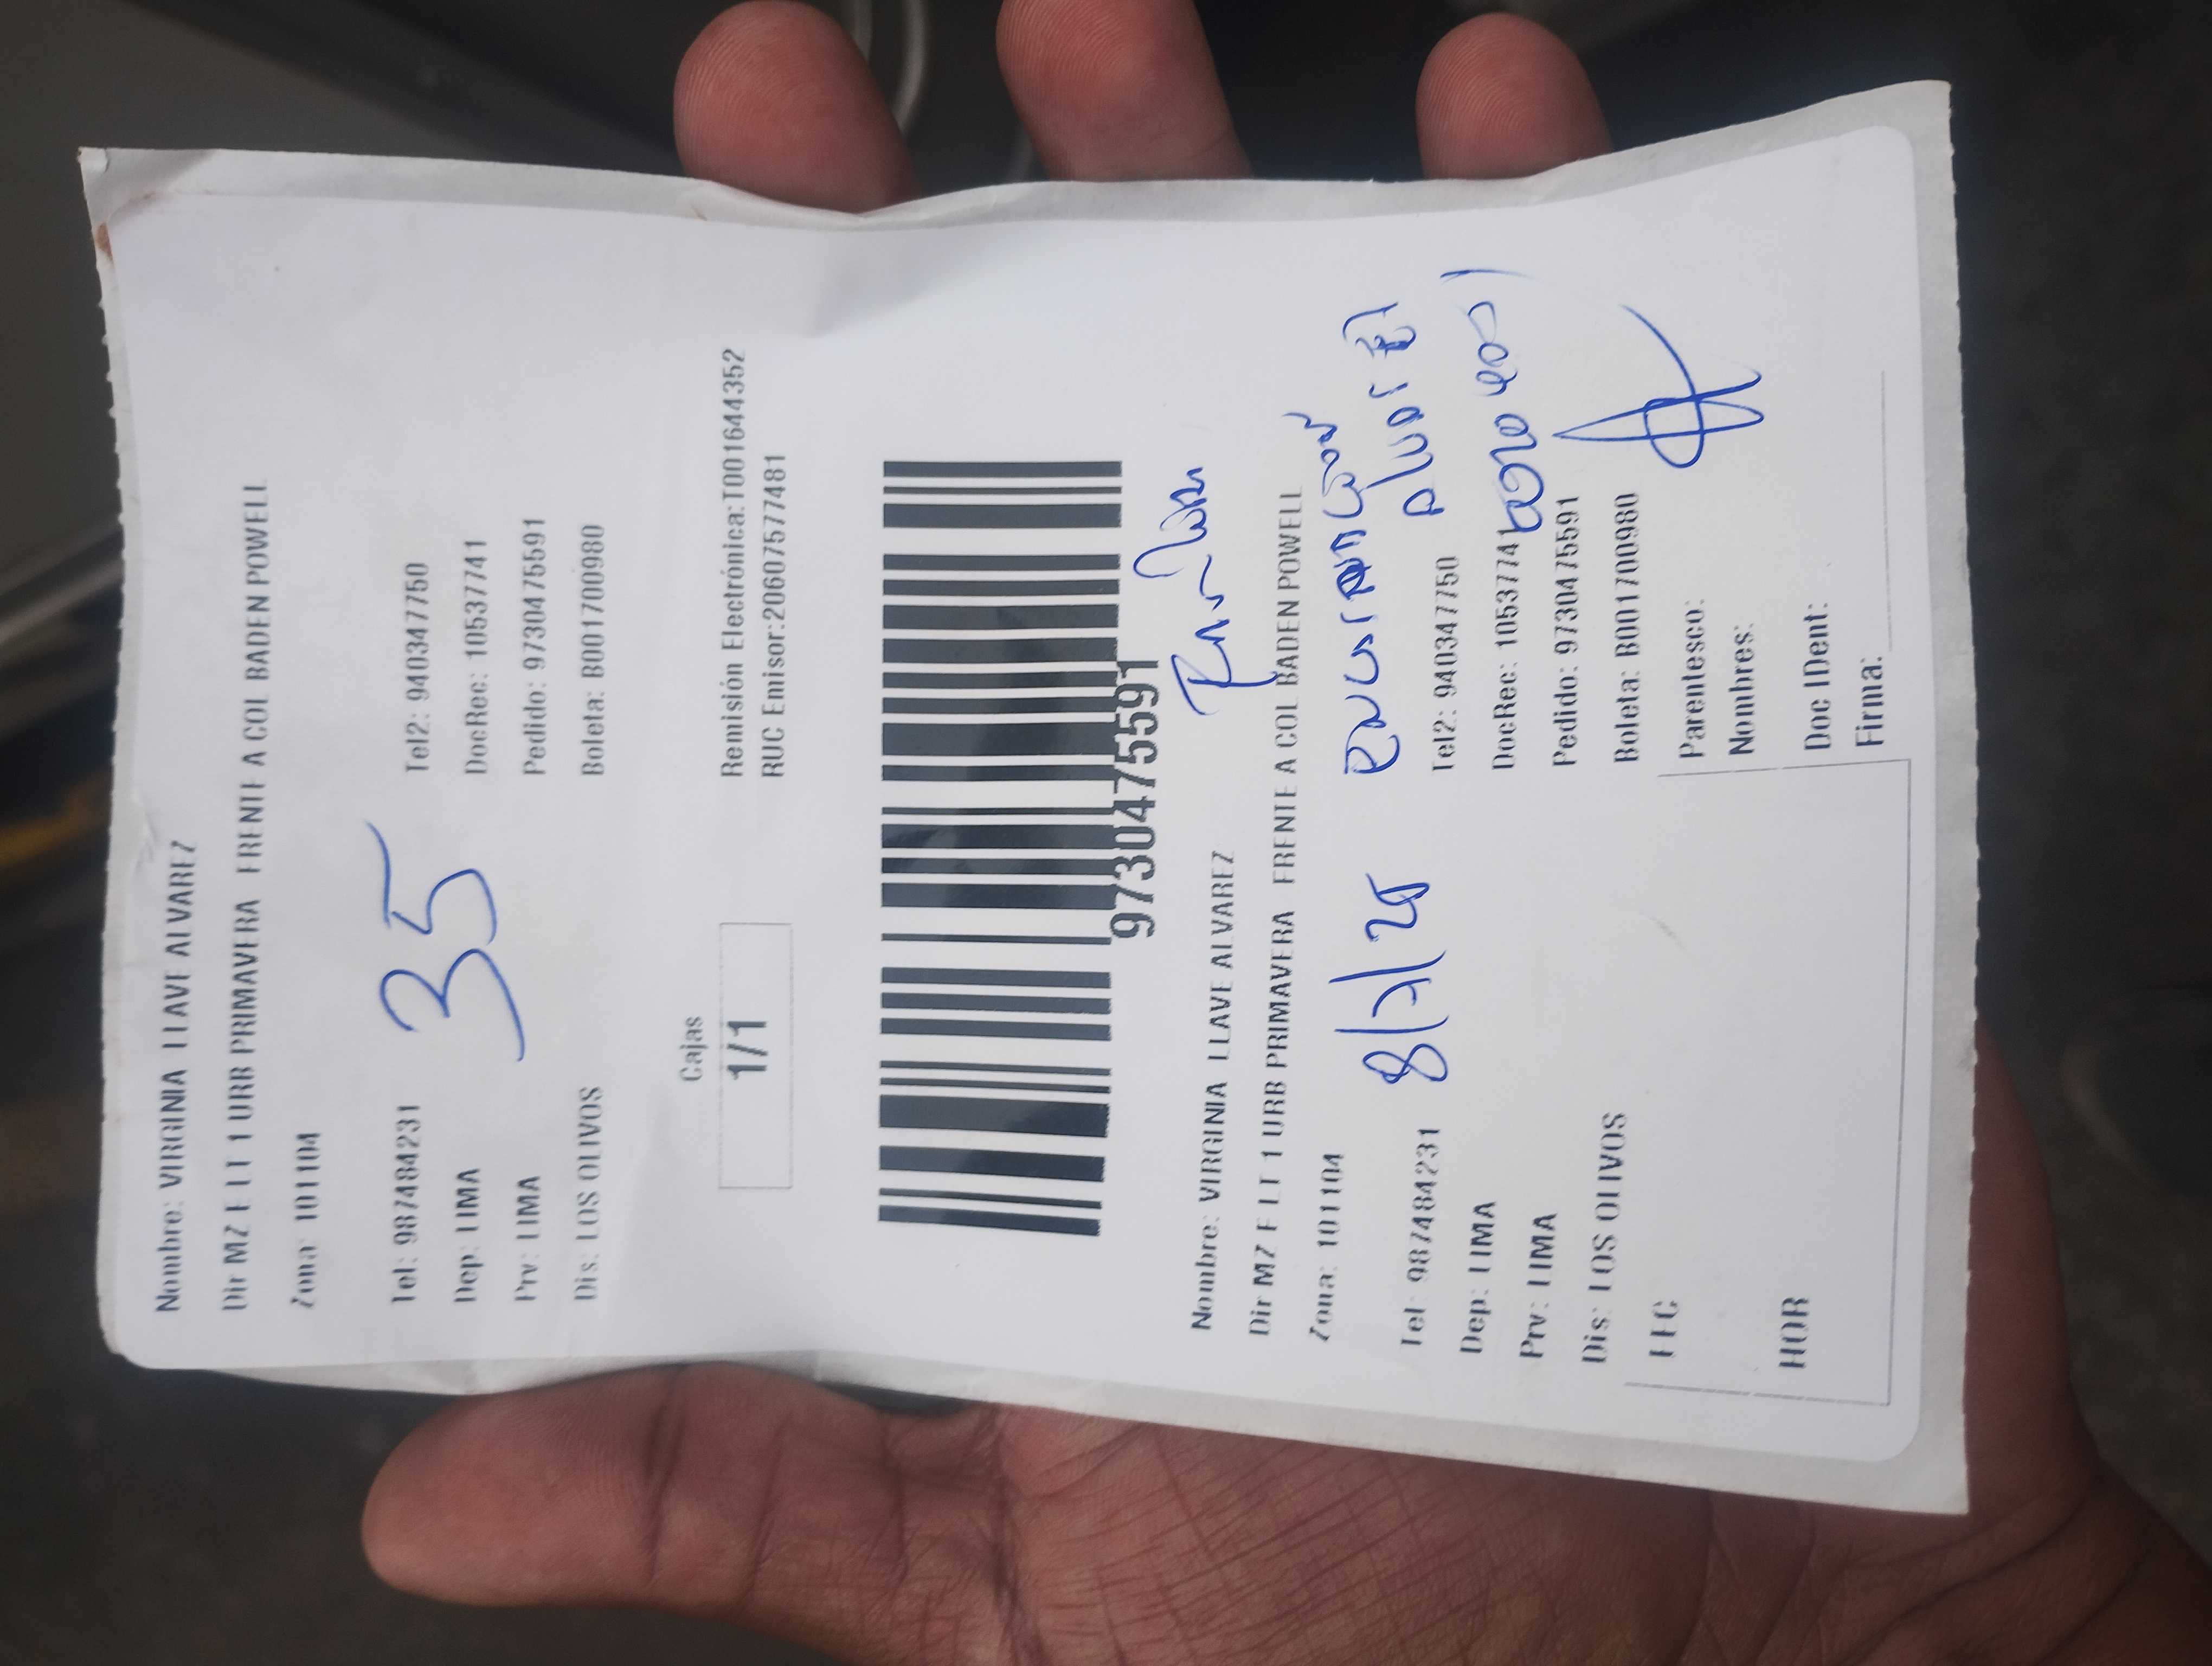 Nombre: VIRGINIA LLAVE ALVAREZ
Dir MZ E LT 1 URB PRIMAVERA FRENTE A COL BADEN POWELL
Zona: 101104
35
Tel: 987484231 Tel2: 940347750
Dep: LIMA DocRec: 10537741
Prv: LIMA Pedido: 9730475591
Dis: LOS OLIVOS Boleta: B001700980
Cajas
1/1
Remisión Electrónica:T001644352
RUC Emisor:20607577481
9730475591
Nombre: VIRGINIA LLAVE ALVAREZ
Dir MZ E LT 1 URB PRIMAVERA FRENTE A COL BADEN POWELL
Zona: 101104
Tel: 987484231 Tel2: 940347750
Dep: LIMA DocRec: 10537741
Prv: LIMA Pedido: 9730475591
Dis: LOS OLIVOS Boleta: B001700980
FEC
HOR
Parentesco:
Nombres:
Doc IDent:
Firma: